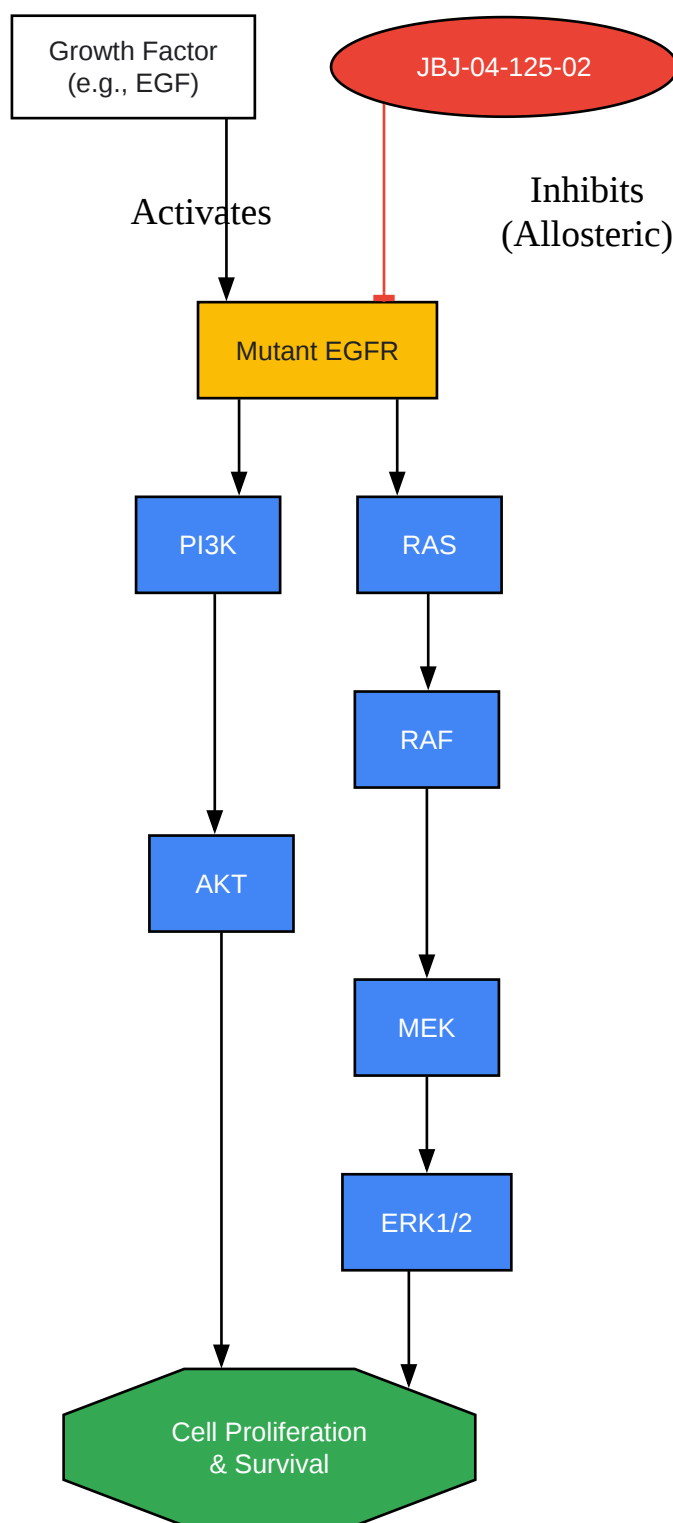 Growth Factor
(e.g., EGF)
JBJ-04-125-02
Activates
Inhibits
(Allosteric)
Mutant EGFR
PI3K
RAS
RAF
AKT
MEK
ERK1/2
Cell Proliferation
& Survival